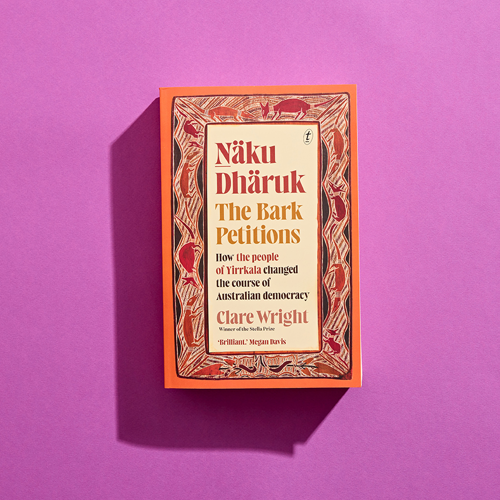 Näku
Dhäruk
The Bark
Petitions
How the people
of Yirrkala changed
the course of
Australian democracy
Clare Wright
Winner of the Stella Prize
‘Brilliant.’ Megan Davis